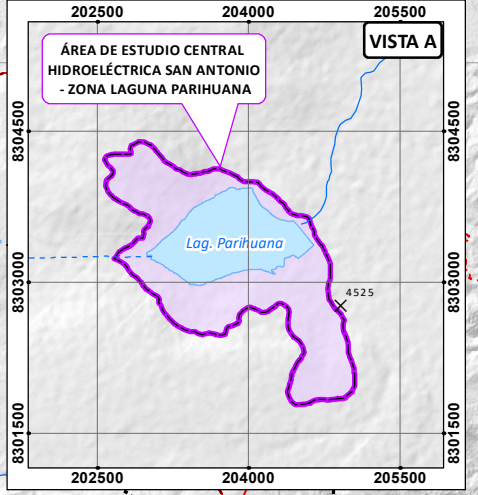 202500
204000
205500
VISTA A
ÁREA DE ESTUDIO CENTRAL
HIDROELÉCTRICA SAN ANTONIO
- ZONA LAGUNA PARIHUANA
8304500
8304500
Lag. Parihuana
8303000
8303000
4525
8301500
8301500
202500
204000
205500